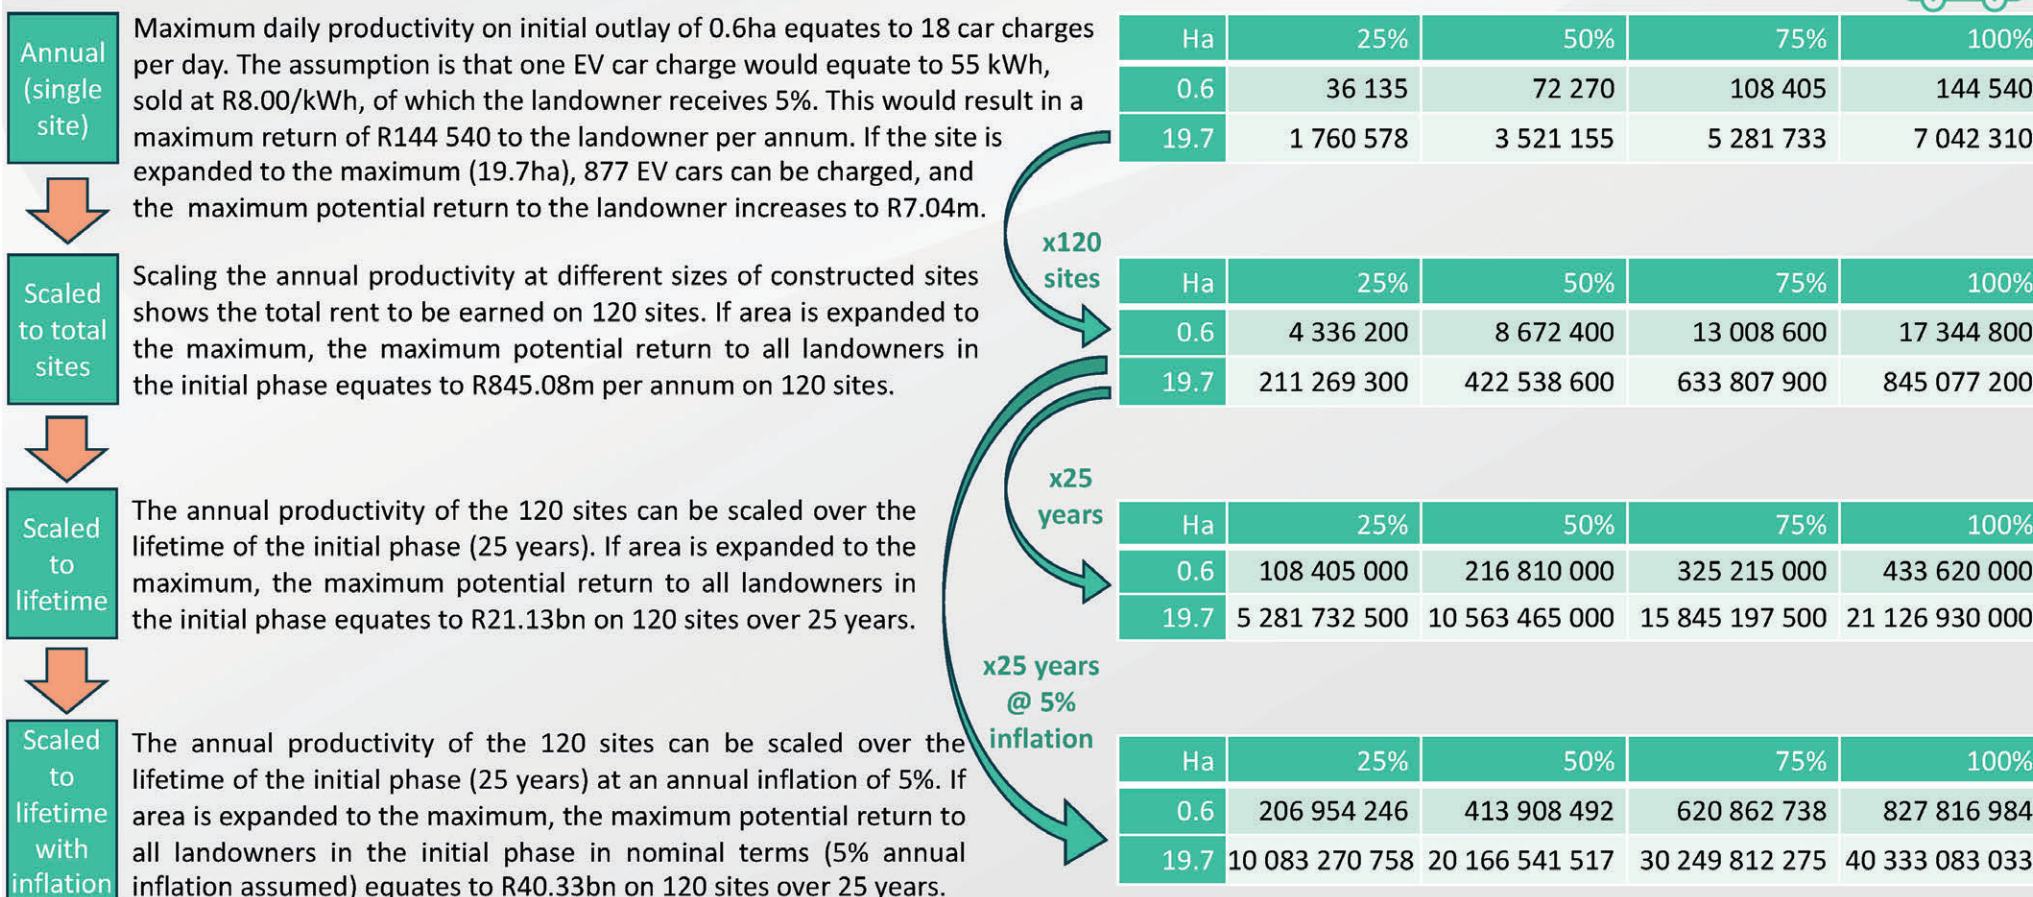 Annual
(single
site)
Maximum daily productivity on initial outlay of 0.6ha equates to 18 car charges
per day. The assumption is that one EV car charge would equate to 55 kWh,
sold at R8.00/kWh, of which the landowner receives 5%. This would result in a
maximum return of R144 540 to the landowner per annum. If the site is
expanded to the maximum (19.7ha), 877 EV cars can be charged, and
the maximum potential return to the landowner increases to R7.04m.
Ha 25% 50% 75% 100%
0.6 36 135 72 270 108 405 144 540
19.7 1 760 578 3 521 155 5 281 733 7 042 310
x120
sites
Scaled
to total
sites
Scaling the annual productivity at different sizes of constructed sites
shows the total rent to be earned on 120 sites. If area is expanded to
the maximum, the maximum potential return to all landowners in
the initial phase equates to R845.08m per annum on 120 sites.
Ha 25% 50% 75% 100%
0.6 4 336 200 8 672 400 13 008 600 17 344 800
19.7 211 269 300 422 538 600 633 807 900 845 077 200
x25
years
Scaled
to
lifetime
The annual productivity of the 120 sites can be scaled over the
lifetime of the initial phase (25 years). If area is expanded to the
maximum, the maximum potential return to all landowners in
the initial phase equates to R21.13bn on 120 sites over 25 years.
Ha 25% 50% 75% 100%
0.6 108 405 000 216 810 000 325 215 000 433 620 000
19.7 5 281 732 500 10 563 465 000 15 845 197 500 21 126 930 000
x25 years
@ 5%
inflation
Scaled
to
lifetime
with
inflation
The annual productivity of the 120 sites can be scaled over the
lifetime of the initial phase (25 years) at an annual inflation of 5%. If
area is expanded to the maximum, the maximum potential return to
all landowners in the initial phase in nominal terms (5% annual
inflation assumed) equates to R40.33bn on 120 sites over 25 years.
Ha 25% 50% 75% 100%
0.6 206 954 246 413 908 492 620 862 738 827 816 984
19.7 10 083 270 758 20 166 541 517 30 249 812 275 40 333 083 033